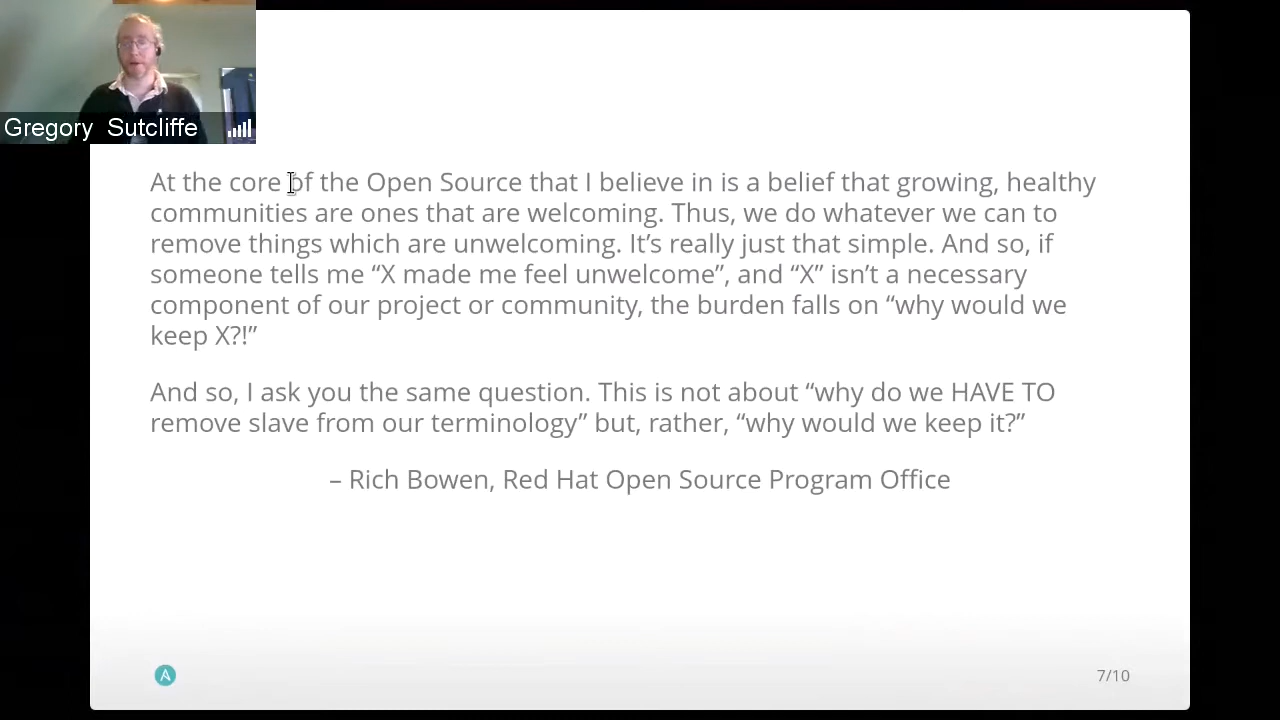 Gregory Sutcliffe
At the core of the Open Source that I believe in is a belief that growing, healthy
communities are ones that are welcoming. Thus, we do whatever we can to
remove things which are unwelcoming. It’s really just that simple. And so, if
someone tells me “X made me feel unwelcome”, and “X” isn’t a necessary
component of our project or community, the burden falls on “why would we
keep X?!”
And so, I ask you the same question. This is not about “why do we HAVE TO
remove slave from our terminology” but, rather, “why would we keep it?”
– Rich Bowen, Red Hat Open Source Program Office
A
7/10